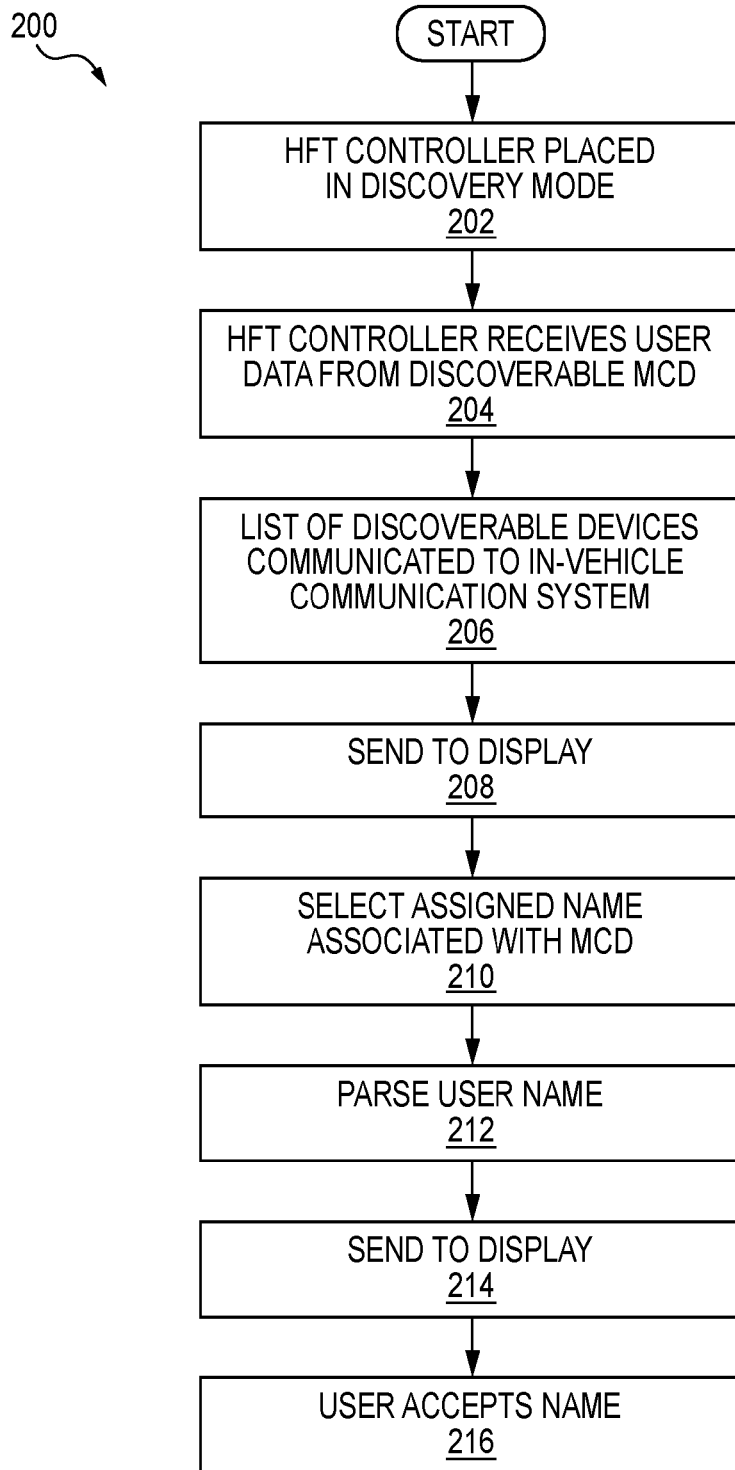 200
START
HFT CONTROLLER PLACED
IN DISCOVERY MODE
202
HFT CONTROLLER RECEIVES USER
DATA FROM DISCOVERABLE MCD
204
LIST OF DISCOVERABLE DEVICES
COMMUNICATED TO IN-VEHICLE
COMMUNICATION SYSTEM
206
SEND TO DISPLAY
208
SELECT ASSIGNED NAME
ASSOCIATED WITH MCD
210
PARSE USER NAME
212
SEND TO DISPLAY
214
USER ACCEPTS NAME
216